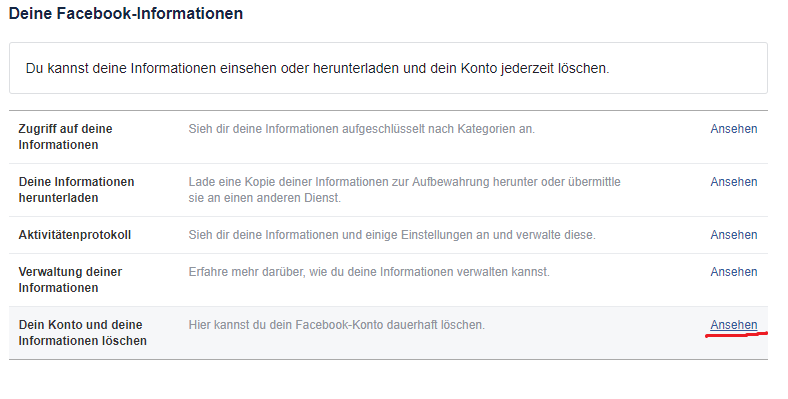 Deine Facebook-Informationen
Du kannst deine Informationen einsehen oder herunterladen und dein Konto jederzeit löschen.
Zugriff auf deine Informationen Sieh dir deine Informationen aufgeschlüsselt nach Kategorien an. Ansehen
Deine Informationen herunterladen Lade eine Kopie deiner Informationen zur Aufbewahrung herunter oder übermittle
sie an einen anderen Dienst. Ansehen
Aktivitätenprotokoll Sieh dir deine Informationen und einige Einstellungen an und verwalte diese. Ansehen
Verwaltung deiner Informationen Erfahre mehr darüber, wie du deine Informationen verwalten kannst. Ansehen
Dein Konto und deine Informationen löschen Hier kannst du dein Facebook-Konto dauerhaft löschen. Ansehen